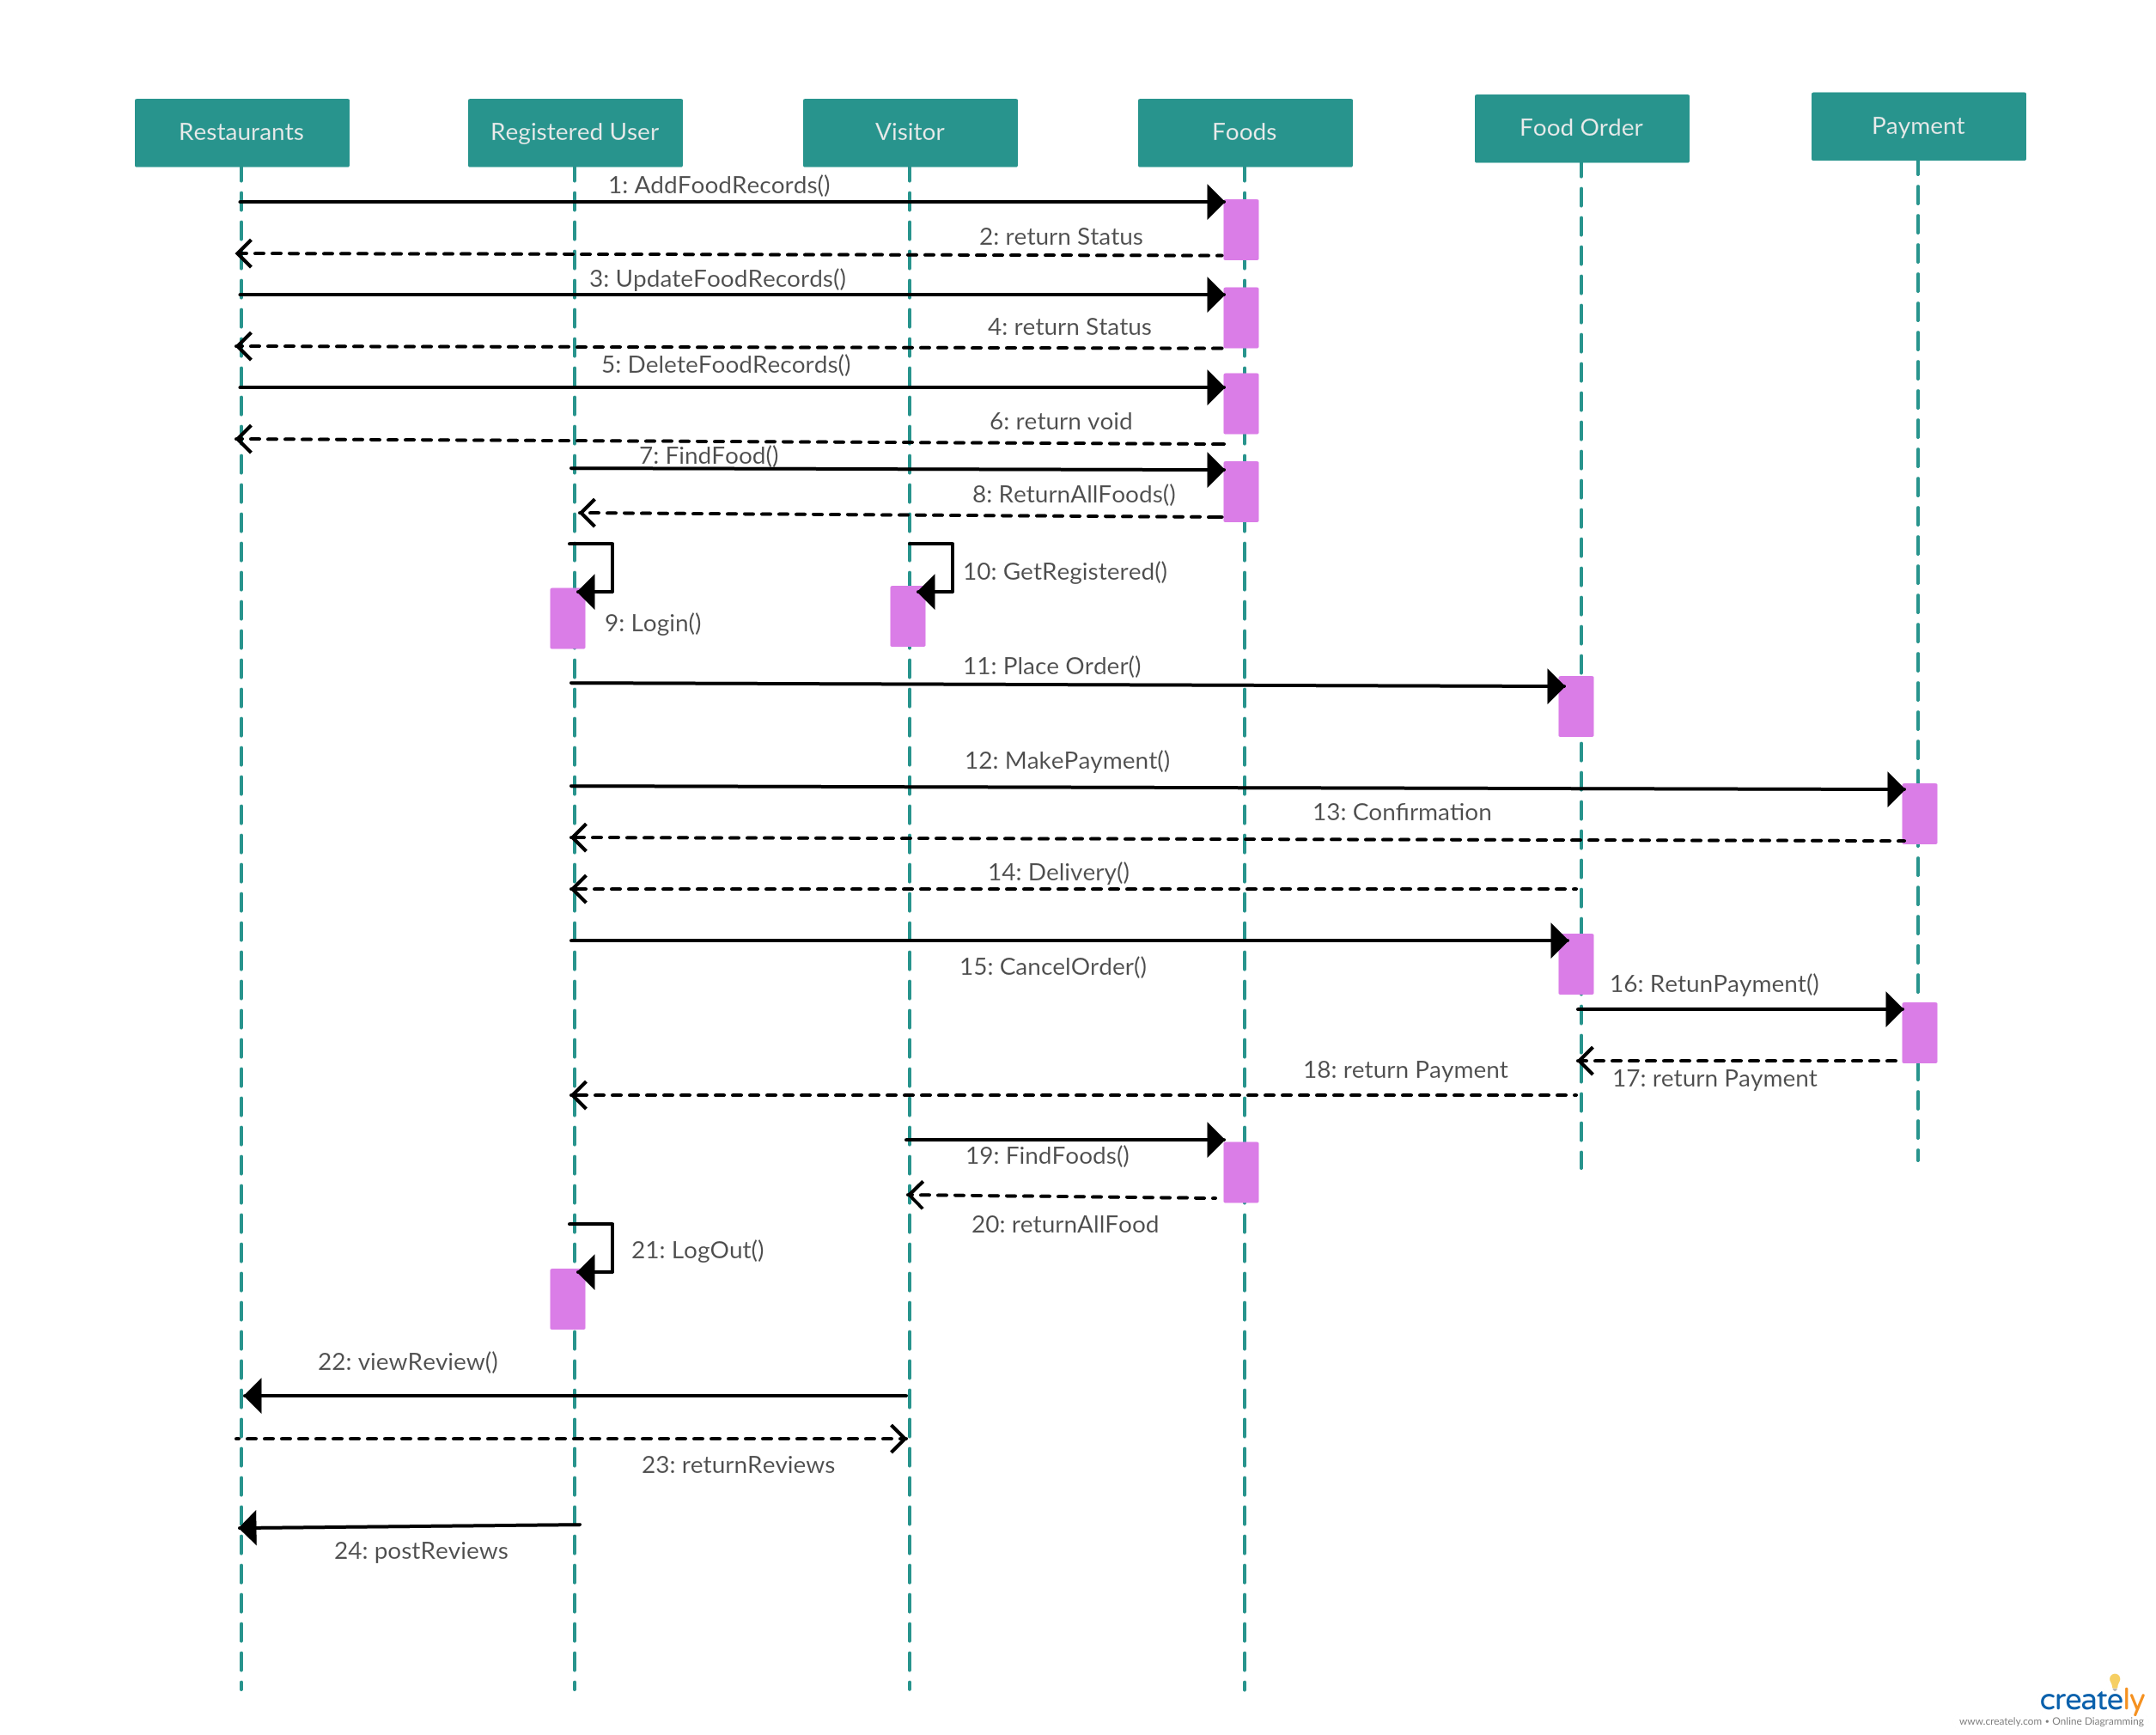 Restaurants
Registered User
Visitor
Foods
Food Order
Payment
1: AddFoodRecords()
2: return Status
3: UpdateFoodRecords()
4: return Status
5: DeleteFoodRecords()
6: return void
7: FindFood()
8: ReturnAllFoods()
9: Login()
10: GetRegistered()
11: Place Order()
12: MakePayment()
13: Confirmation
14: Delivery()
15: CancelOrder()
16: RetunPayment()
17: return Payment
18: return Payment
19: FindFoods()
20: returnAllFood
21: LogOut()
22: viewReview()
23: returnReviews
24: postReviews
creately
www.creately.com • Online Diagramming